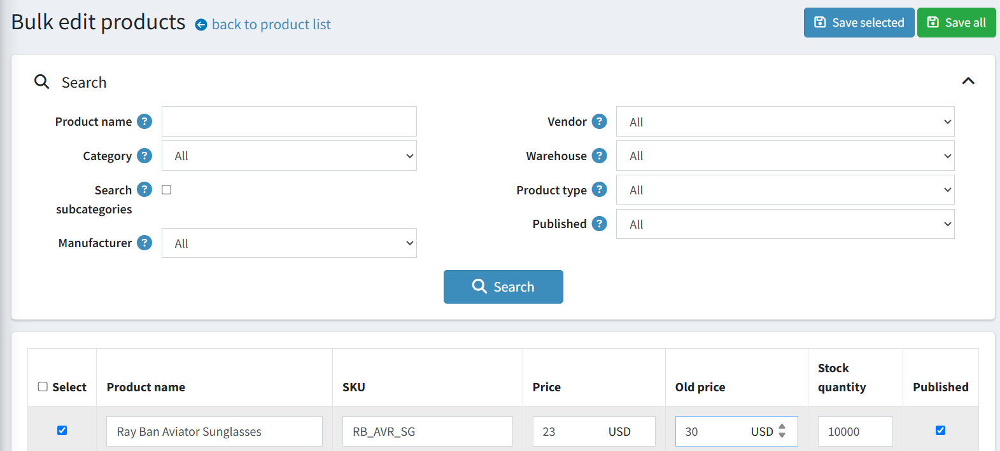 Bulk edit products back to product list Save selected Save all
Search
Product name ? Vendor ? All
Category ? All Warehouse ? All
Search ? Product type ? All
subcategories
Published ? All
Manufacturer ? All
Search
Stock
Select Product name SKU Price Old price quantity Published
Ray Ban Aviator Sunglasses RB_AVR_SG 23 USD 30 USD 10000